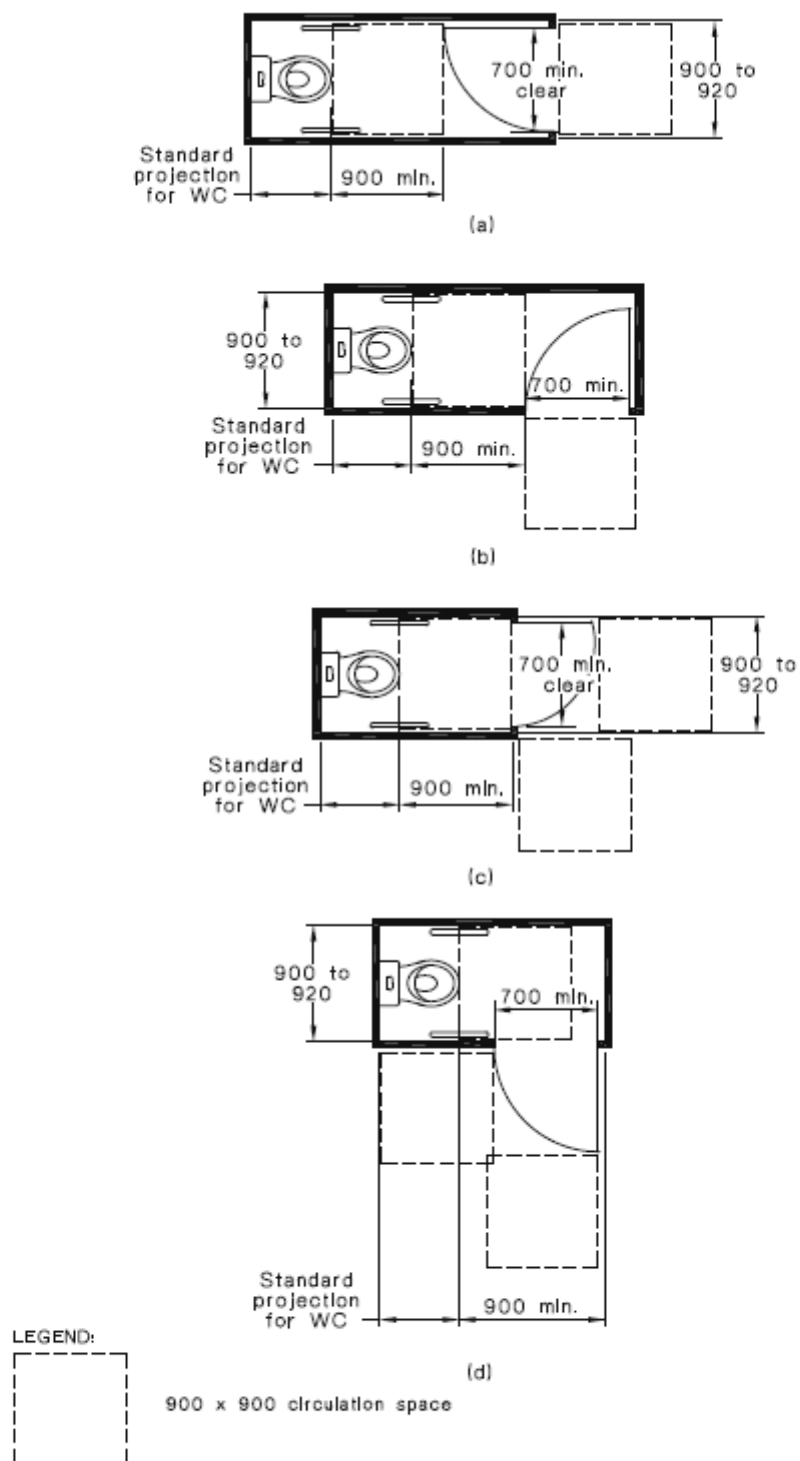 700 min.
clear
900 to
920
Standard
projection
for WC
900 min.
(a)
900 to
920
700 min.
Standard
projection
for WC
900 min.
(b)
700 min.
clear
900 to
920
Standard
projection
for WC
900 min.
(c)
900 to
920
700 min.
Standard
projection
for WC
900 min.
(d)
LEGEND:
900 x 900 circulation space